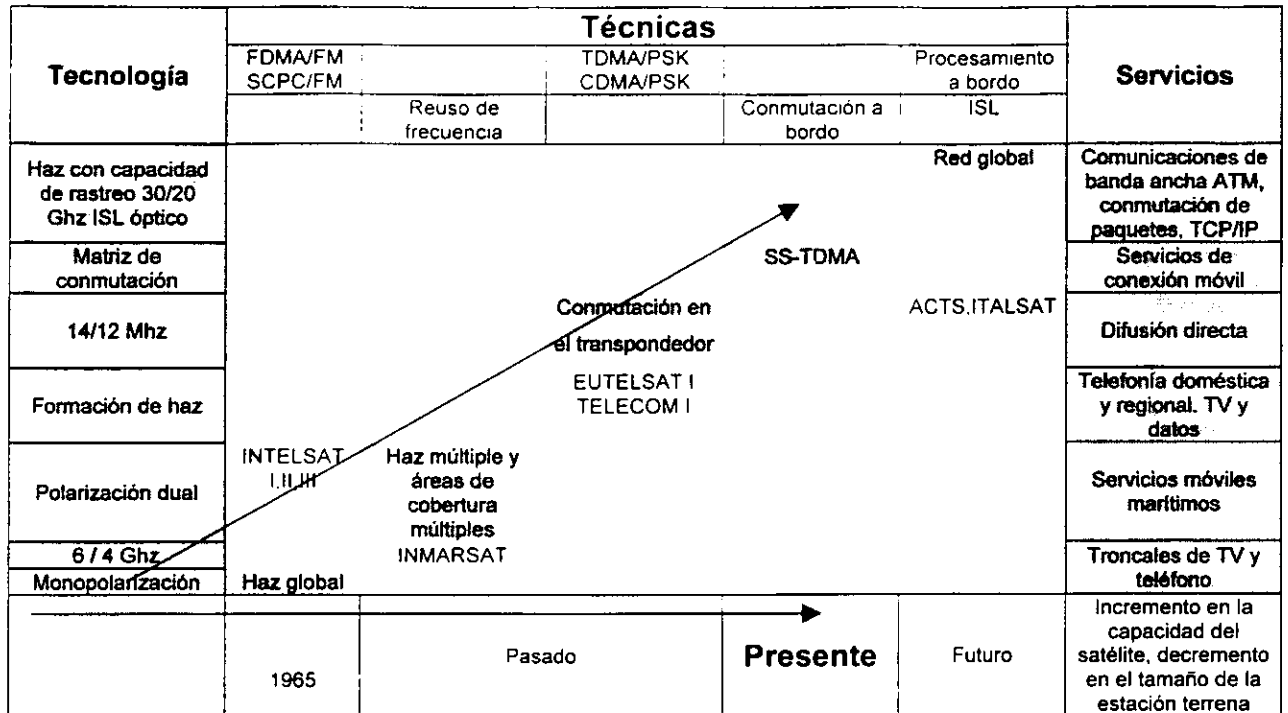 Tecnología
Técnicas
Servicios
FDMA/FM
SCPC/FM
TDMA/PSK
CDMA/PSK
Procesamiento
a bordo
Reuso de
frecuencia
Conmutación a
bordo
ISL
Haz con capacidad
de rastreo 30/20
Ghz ISL óptico
Red global
Comunicaciones de
banda ancha ATM,
conmutación de
paquetes, TCP/IP
Matriz de
conmutación
SS-TDMA
Servicios de
conexión móvil
14/12 Mhz
Conmutación en
el transpondedor
ACTS.ITALSAT
Difusión directa
Formación de haz
EUTELSAT I
TELECOM I
Telefonía doméstica
y regional. TV y
datos
Polarización dual
INTELSAT
I.II.III
Haz múltiple y
áreas de
cobertura
múltiples
Servicios móviles
marítimos
6 / 4 Ghz
INMARSAT
Monopolarización
Haz global
Troncales de TV y
teléfono
1965
Pasado
Presente
Futuro
Incremento en la
capacidad del
satélite, decremento
en el tamaño de la
estación terrena